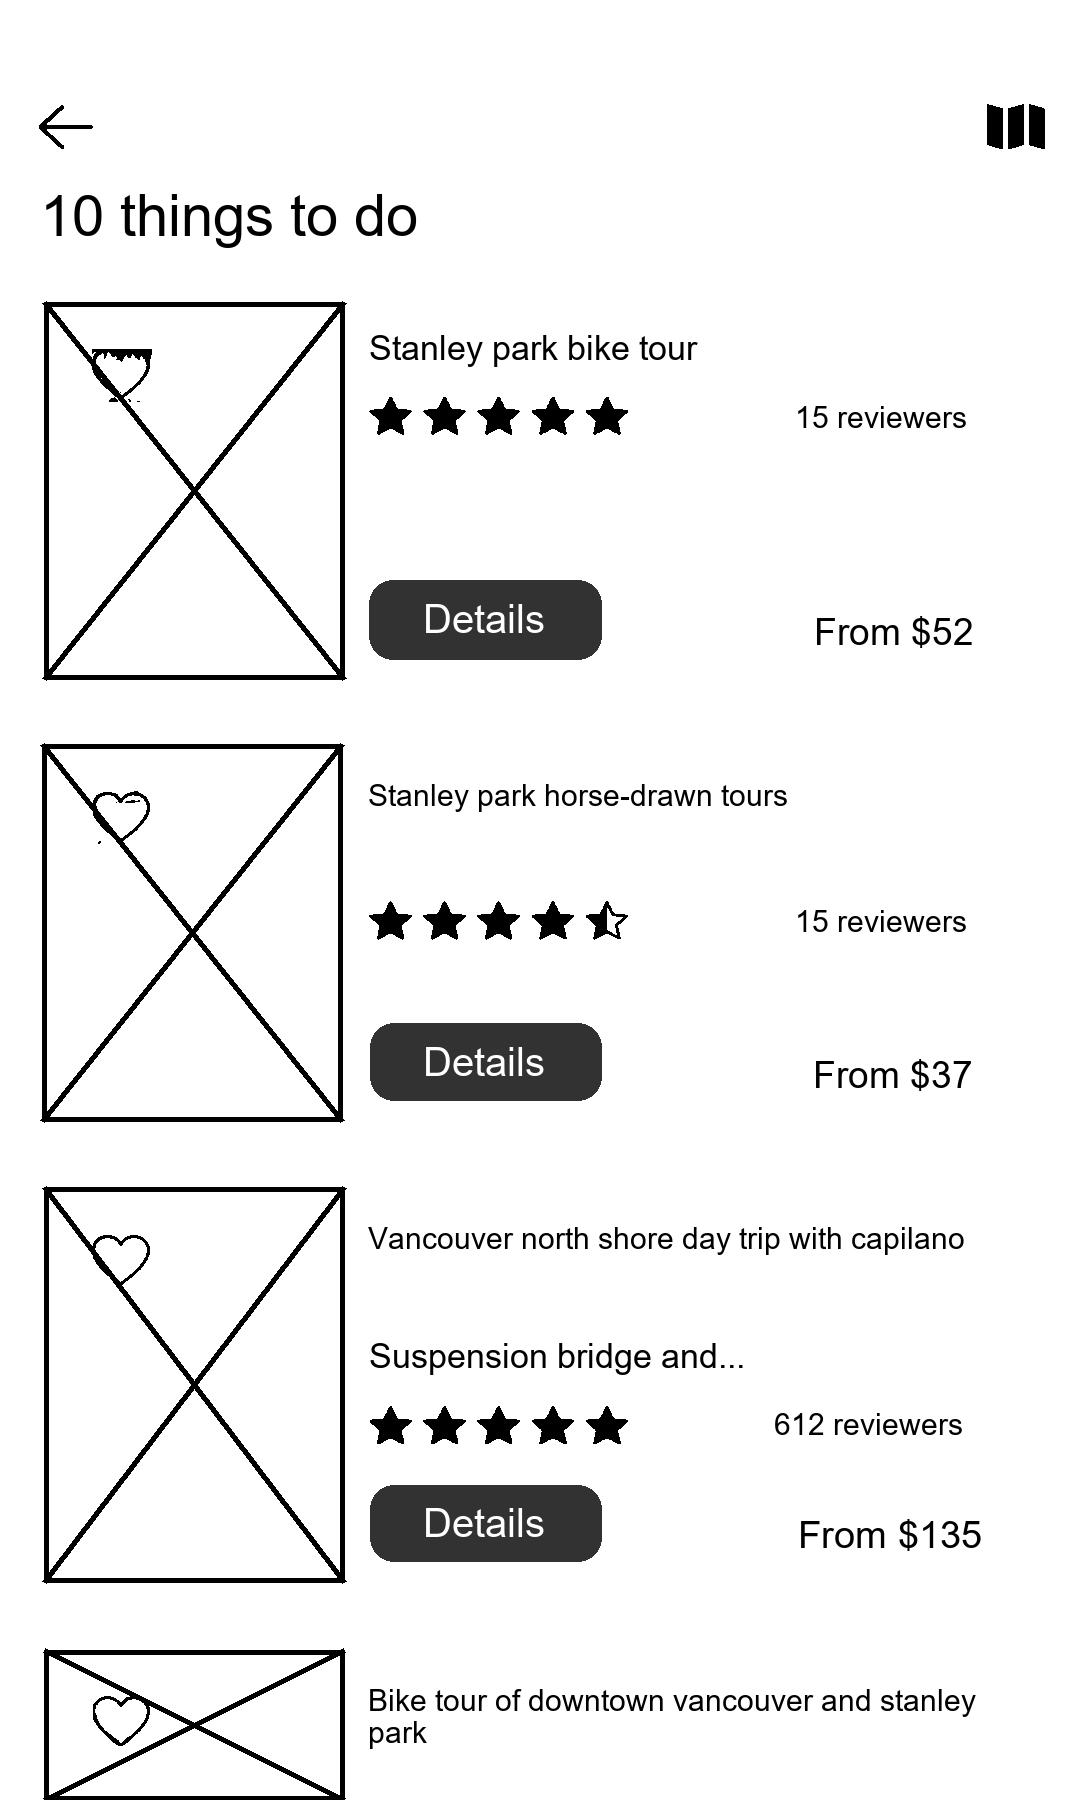 10 things to do
Stanley park bike tour
15 reviewers
Details
From $52
Stanley park horse-drawn tours
15 reviewers
Details
From $37
Vancouver north shore day trip with capilano
Suspension bridge and...
612 reviewers
Details
From $135
Bike tour of downtown vancouver and stanley
park